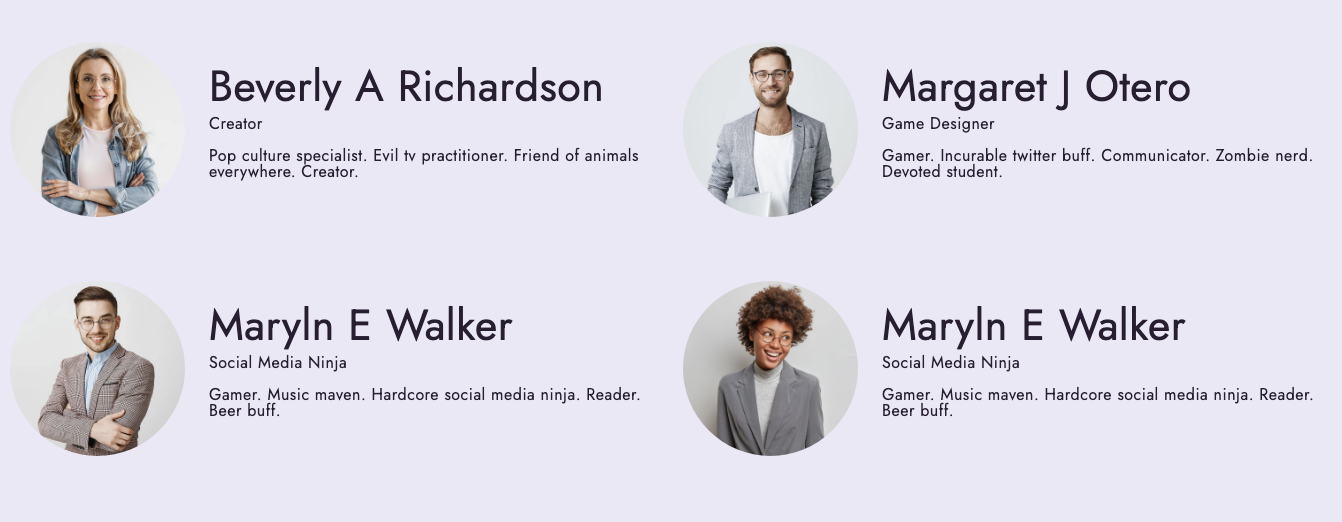 Beverly A Richardson
Creator
Pop culture specialist. Evil tv practitioner. Friend of animals
everywhere. Creator.
Margaret J Otero
Game Designer
Gamer. Incurable twitter buff. Communicator. Zombie nerd.
Devoted student.
Maryln E Walker
Social Media Ninja
Gamer. Music maven. Hardcore social media ninja. Reader.
Beer buff.
Maryln E Walker
Social Media Ninja
Gamer. Music maven. Hardcore social media ninja. Reader.
Beer buff.